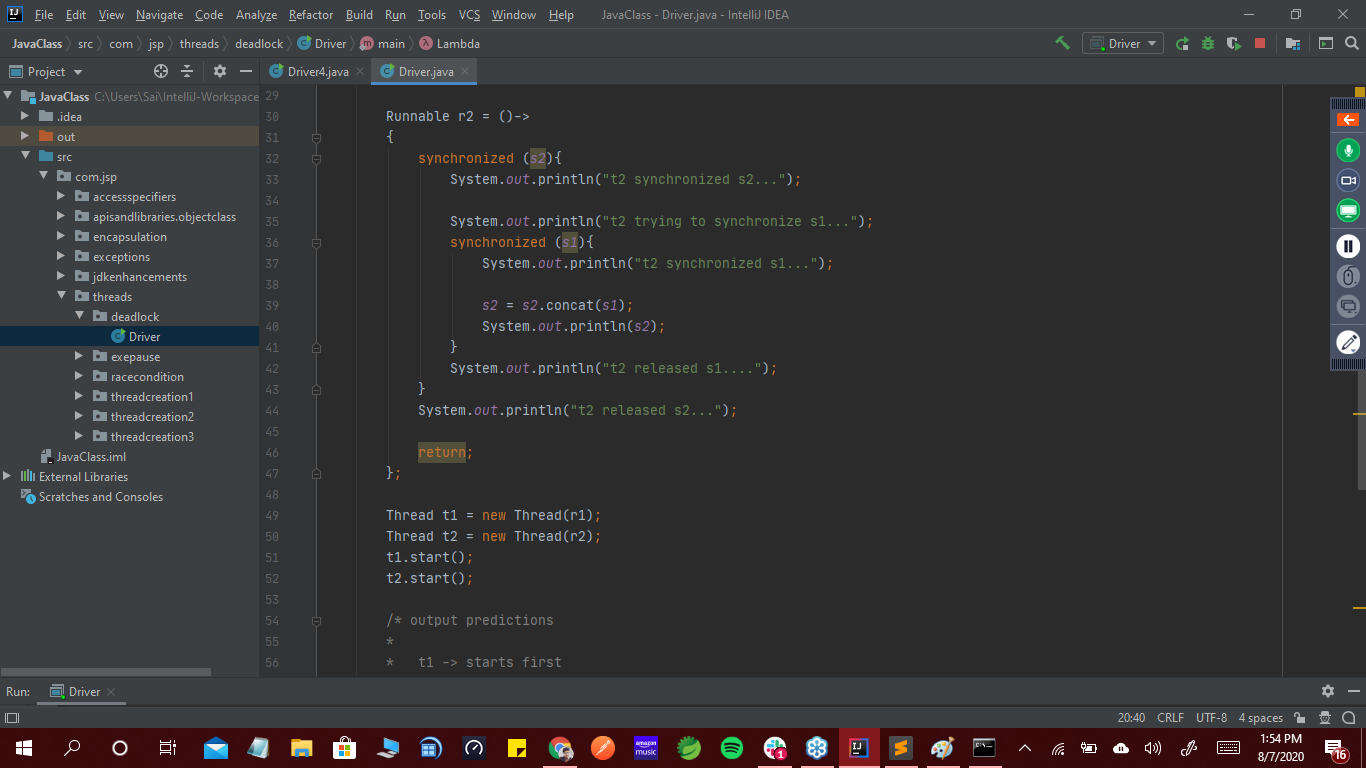 File Edit View Navigate Code Analyze Refactor Build Run Tools VCS Window Help JavaClass - Driver.java - IntelliJ IDEA
JavaClass src com jsp threads deadlock Driver main Lambda Driver
Project Driver4.java Driver.java
JavaClass C:\Users\Sai\IntelliJ-Workspace
.idea
out
src
com.jsp
accessspecifiers
apisandlibraries.objectclass
encapsulation
exceptions
jdkenhancements
threads
deadlock
Driver
exepause
racecondition
threadcreation1
threadcreation2
threadcreation3
JavaClass.iml
External Libraries
Scratches and Consoles
29
30 Runnable r2 = ()->
31 {
32 synchronized (s2){
33 System.out.println("t2 synchronized s2...");
34
35 System.out.println("t2 trying to synchronize s1...");
36 synchronized (s1){
37 System.out.println("t2 synchronized s1...");
38
39 s2 = s2.concat(s1);
40 System.out.println(s2);
41 }
42 System.out.println("t2 released s1....");
43 }
44 System.out.println("t2 released s2...");
45
46 return;
47 };
48
49 Thread t1 = new Thread(r1);
50 Thread t2 = new Thread(r2);
51 t1.start();
52 t2.start();
53
54 /* output predictions
55 *
56 * t1 -> starts first
Run: Driver
20:40 CRLF UTF-8 4 spaces
amazon music
1
1:54 PM
8/7/2020
16